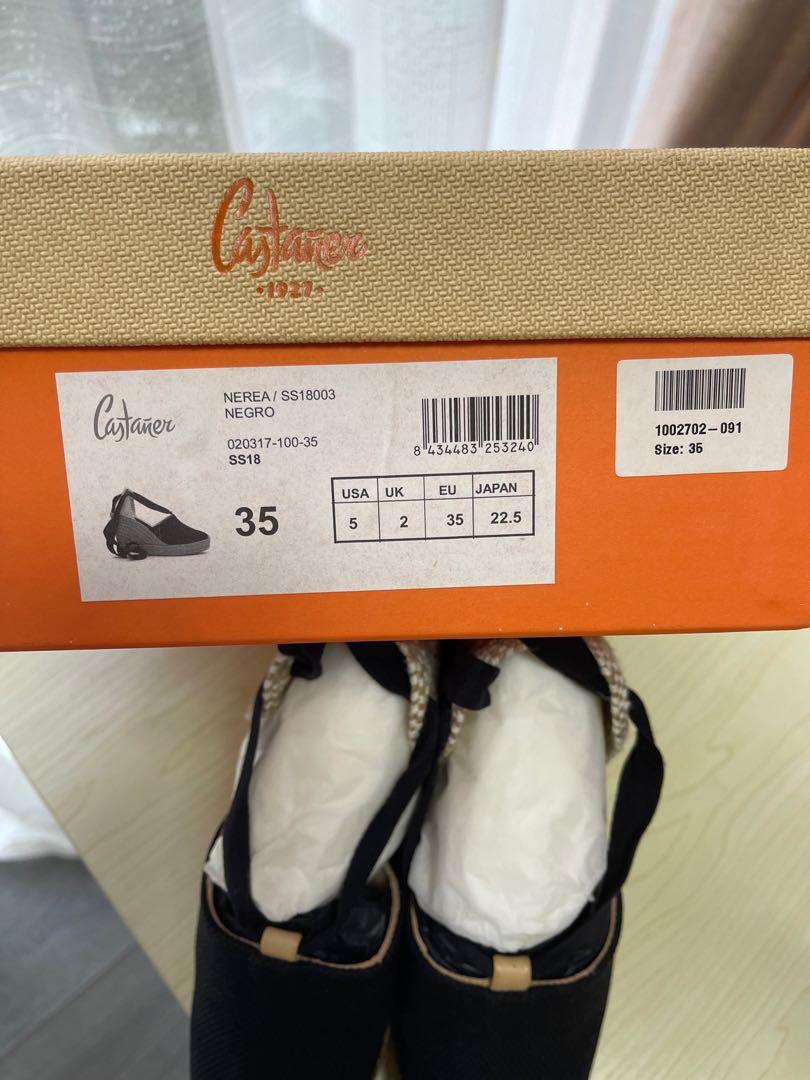 Castañer
·1927·
Castañer
NEREA / SS18003
NEGRO
020317-100-35
SS18
35
8 434483 253240
USA UK EU JAPAN
5 2 35 22.5
1002702-091
Size: 35